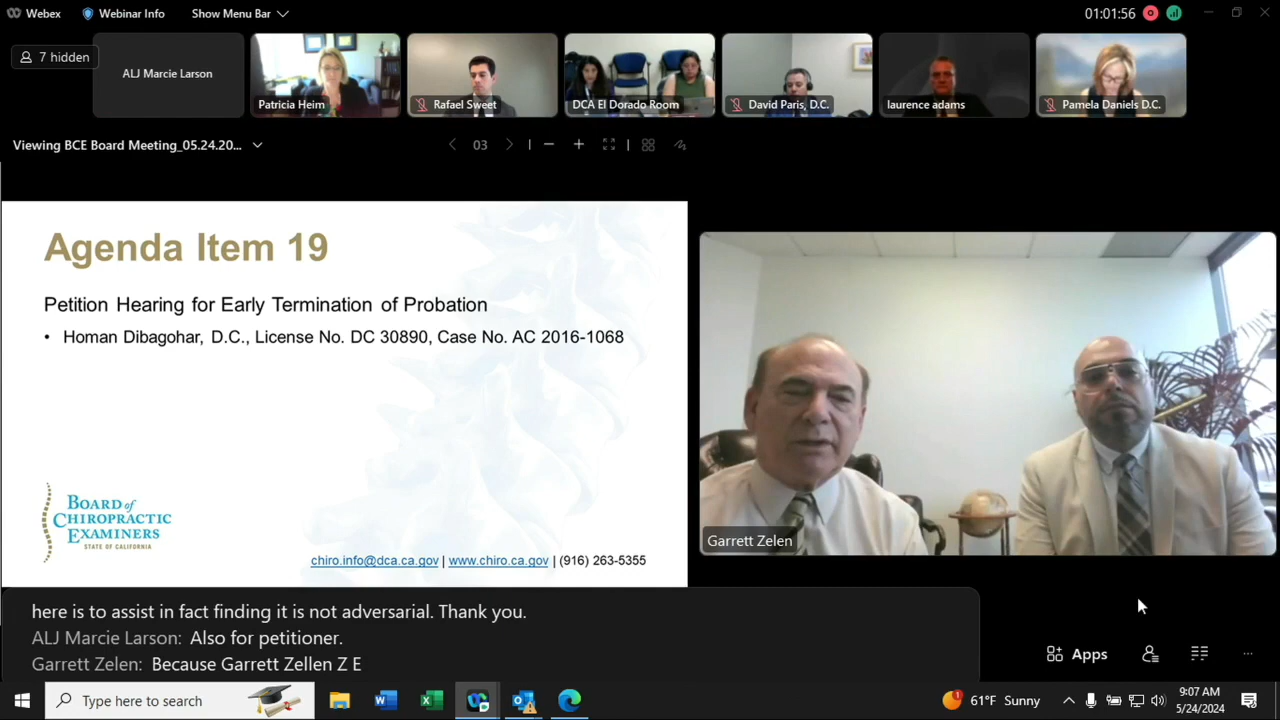 Webex
Webinar Info
Show Menu Bar
01:01:56
7 hidden
ALJ Marcie Larson
Patricia Heim
Rafael Sweet
DCA El Dorado Room
David Paris, D.C.
laurence adams
Pamela Daniels D.C.
Viewing BCE Board Meeting_05.24.20...
03
Agenda Item 19
Petition Hearing for Early Termination of Probation
• Homan Dibagohar, D.C., License No. DC 30890, Case No. AC 2016-1068
BOARD of
CHIROPRACTIC
EXAMINERS
STATE OF CALIFORNIA
chiro.info@dca.ca.gov | www.chiro.ca.gov | (916) 263-5355
Garrett Zelen
here is to assist in fact finding it is not adversarial. Thank you.
ALJ Marcie Larson: Also for petitioner.
Garrett Zelen: Because Garrett Zellen Z E
Apps
Type here to search
1
61°F Sunny
9:07 AM
5/24/2024